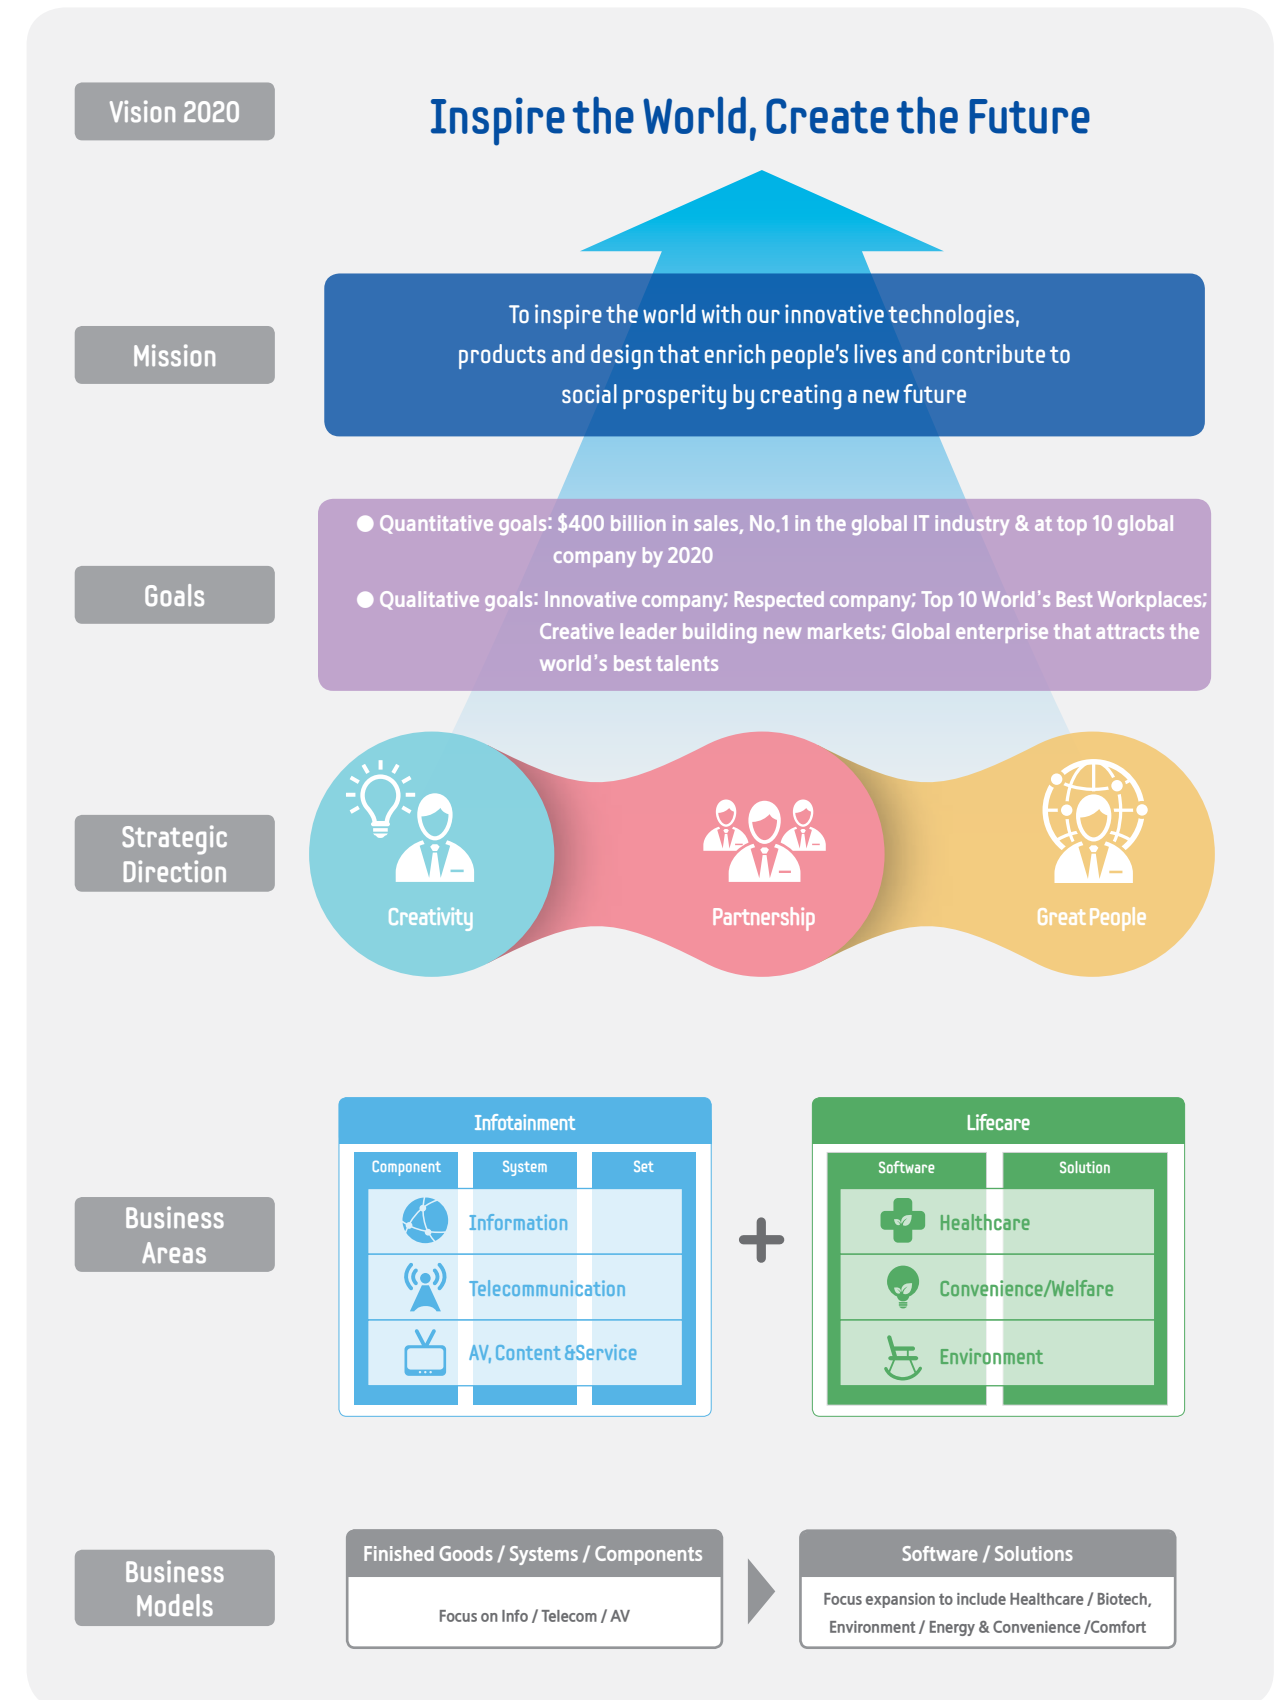 Vision 2020
Inspire the World, Create the Future
Mission
To inspire the world with our innovative technologies,
products and design that enrich people's lives and contribute to
social prosperity by creating a new future
Goals
● Quantitative goals: $400 billion in sales, No.1 in the global IT industry & at top 10 global
company by 2020
● Qualitative goals: Innovative company; Respected company; Top 10 World's Best Workplaces;
Creative leader building new markets; Global enterprise that attracts the
world's best talents
Strategic
Direction
Creativity
Partnership
Great People
Business
Areas
Infotainment
Component
System
Set
Information
Telecommunication
AV, Content &Service
Lifecare
Software
Solution
Healthcare
Convenience/Welfare
Environment
Business
Models
Finished Goods / Systems / Components
Focus on Info / Telecom / AV
Software / Solutions
Focus expansion to include Healthcare / Biotech,
Environment / Energy & Convenience /Comfort